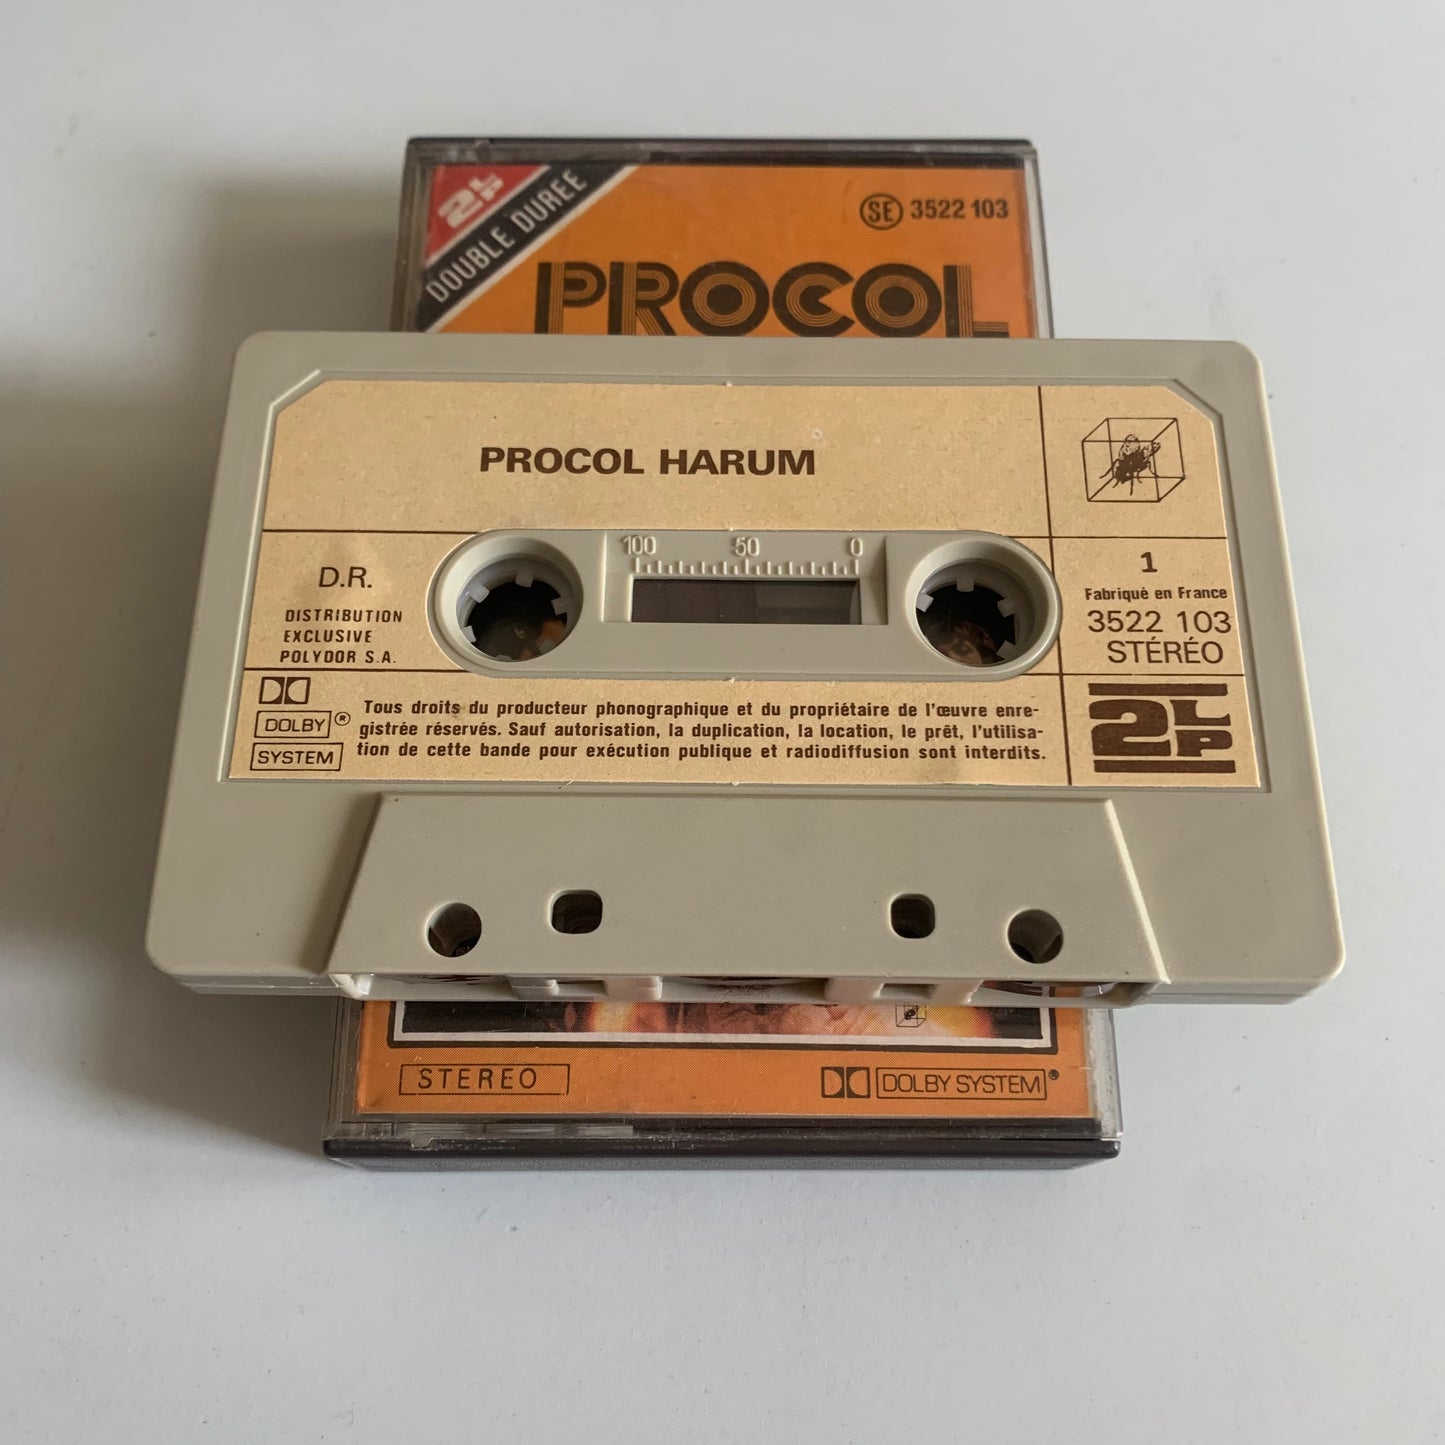 2LP
DOUBLE DURÉE
SE 3522 103
PROCOL
PROCOL HARUM
100 50 0
D.R.
DISTRIBUTION
EXCLUSIVE
POLYDOR S.A.
1
Fabriqué en France
3522 103
STÉRÉO
DOLBY ®
SYSTEM
Tous droits du producteur phonographique et du propriétaire de l'œuvre enre-
gistrée réservés. Sauf autorisation, la duplication, la location, le prêt, l'utilisa-
tion de cette bande pour exécution publique et radiodiffusion sont interdits.
2LP
STEREO
DOLBY SYSTEM